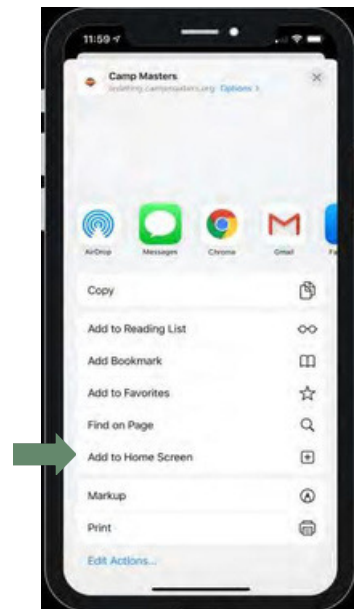 11:59
Camp Masters
Options >
AirDrop
Messages
Chrome
Gmail
Fa
Copy
Add to Reading List
Add Bookmark
Add to Favorites
Find on Page
Add to Home Screen
Markup
Print
Edit Actions...